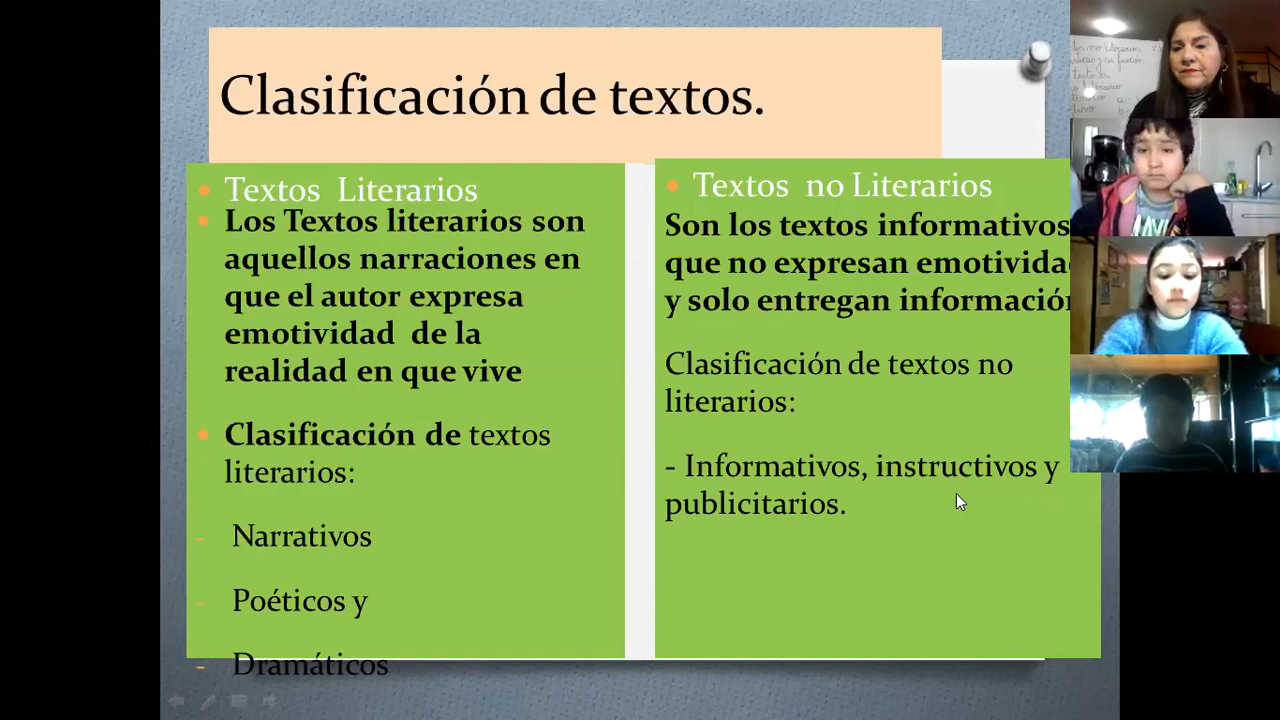 Clasificación de textos.
Textos Literarios
Los Textos literarios son
aquellos narraciones en
que el autor expresa
emotividad de la
realidad en que vive
Clasificación de textos
literarios:
- Narrativos
- Poéticos y
- Dramáticos
Textos no Literarios
Son los textos informativos
que no expresan emotivida
y solo entregan información
Clasificación de textos no
literarios:
- Informativos, instructivos y
publicitarios.